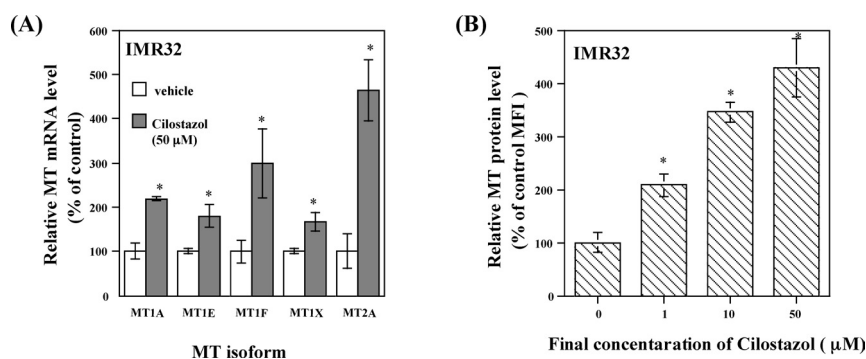 (A)
IMR32
Relative MT mRNA level
(% of control)
600
500
400
300
200
100
0
vehicle
Cilostazol
(50 μM)
*
*
*
*
*
MT1A MT1E MT1F MT1X MT2A
MT isoform
(B)
IMR32
Relative MT protein level
(% of control MFI)
500
400
300
200
100
0
*
*
*
0 1 10 50
Final concentaration of Cilostazol ( μM)